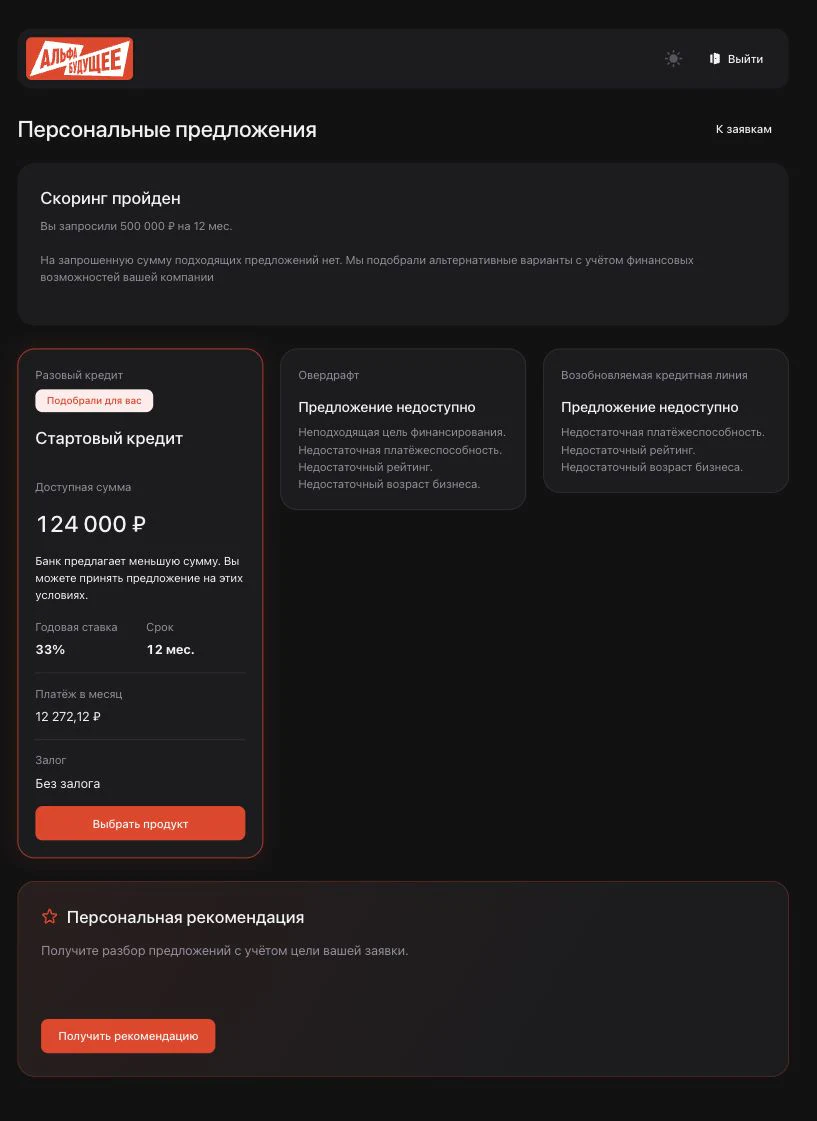 АЛЬФА
БУДУЩЕЕ
Выйти
Персональные предложения
К заявкам
Скоринг пройден
Вы запросили 500 000 ₽ на 12 мес.
На запрошенную сумму подходящих предложений нет. Мы подобрали альтернативные варианты с учётом финансовых
возможностей вашей компании
Разовый кредит
Подобрали для вас
Стартовый кредит
Доступная сумма
124 000 ₽
Банк предлагает меньшую сумму. Вы
можете принять предложение на этих
условиях.
Годовая ставка
Срок
33%
12 мес.
Платёж в месяц
12 272,12 ₽
Залог
Без залога
Выбрать продукт
Овердрафт
Предложение недоступно
Неподходящая цель финансирования.
Недостаточная платёжеспособность.
Недостаточный рейтинг.
Недостаточный возраст бизнеса.
Возобновляемая кредитная линия
Предложение недоступно
Недостаточная платёжеспособность.
Недостаточный рейтинг.
Недостаточный возраст бизнеса.
Персональная рекомендация
Получите разбор предложений с учётом цели вашей заявки.
Получить рекомендацию